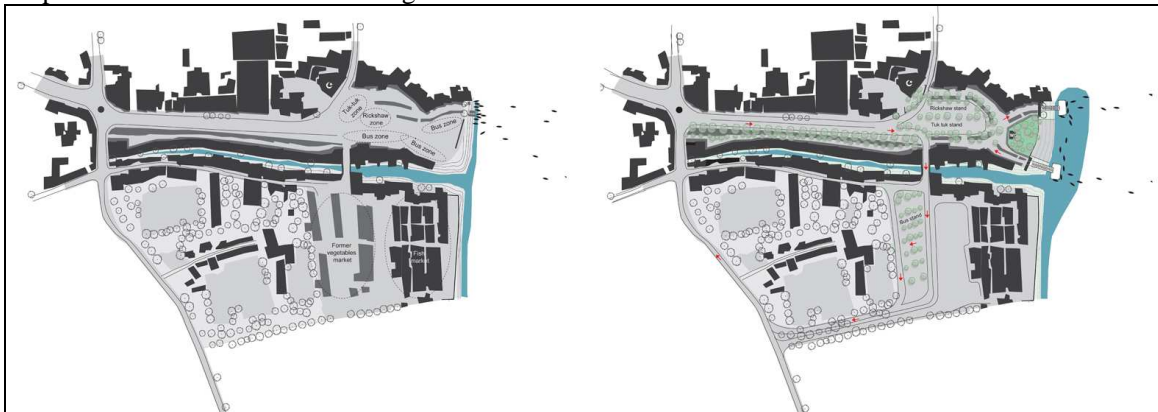 Tuk-tuk
zone
Rickshaw
zone
Bus zone
Bus zone
Bus zone
Former
vegetables
market
Fish
market
Rickshaw stand
Tuk tuk stand
Bus stand